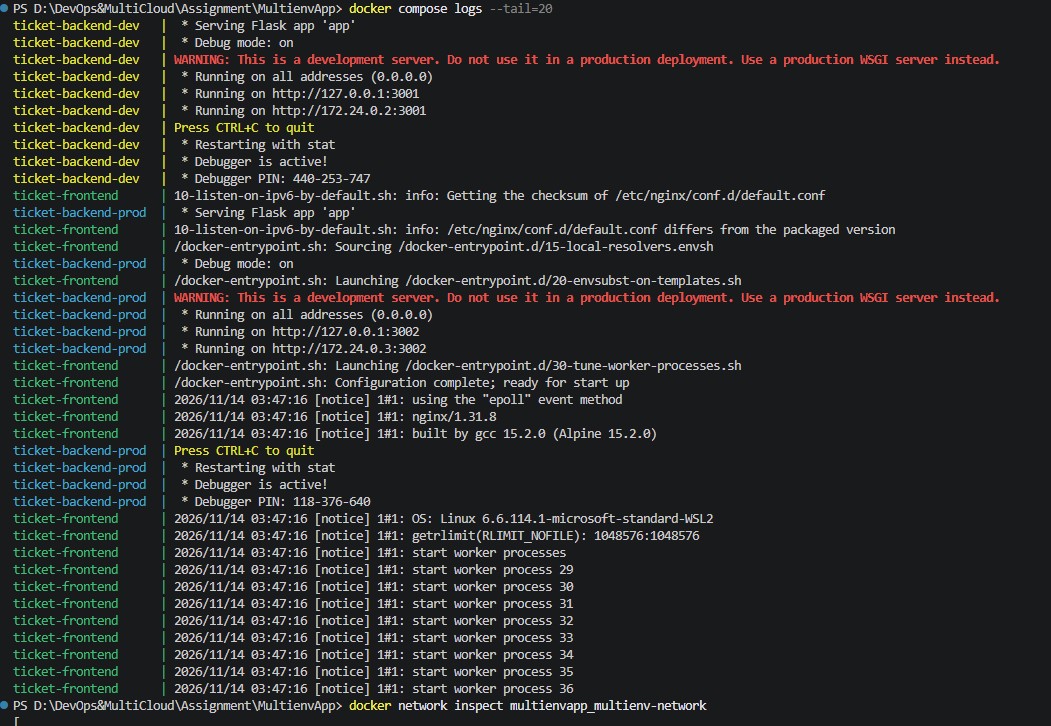 PS D:\DevOps&MultiCloud\Assignment\MultienvApp> docker compose logs --tail=20
ticket-backend-dev | * Serving Flask app 'app'
ticket-backend-dev | * Debug mode: on
ticket-backend-dev | WARNING: This is a development server. Do not use it in a production deployment. Use a production WSGI server instead.
ticket-backend-dev | * Running on all addresses (0.0.0.0)
ticket-backend-dev | * Running on http://127.0.0.1:3001
ticket-backend-dev | * Running on http://172.24.0.2:3001
ticket-backend-dev | Press CTRL+C to quit
ticket-backend-dev | * Restarting with stat
ticket-backend-dev | * Debugger is active!
ticket-backend-dev | * Debugger PIN: 440-253-747
ticket-frontend | 10-listen-on-ipv6-by-default.sh: info: Getting the checksum of /etc/nginx/conf.d/default.conf
ticket-backend-prod | * Serving Flask app 'app'
ticket-frontend | 10-listen-on-ipv6-by-default.sh: info: /etc/nginx/conf.d/default.conf differs from the packaged version
ticket-frontend | /docker-entrypoint.sh: Sourcing /docker-entrypoint.d/15-local-resolvers.envsh
ticket-backend-prod | * Debug mode: on
ticket-frontend | /docker-entrypoint.sh: Launching /docker-entrypoint.d/20-envsubst-on-templates.sh
ticket-backend-prod | WARNING: This is a development server. Do not use it in a production deployment. Use a production WSGI server instead.
ticket-backend-prod | * Running on all addresses (0.0.0.0)
ticket-backend-prod | * Running on http://127.0.0.1:3002
ticket-backend-prod | * Running on http://172.24.0.3:3002
ticket-frontend | /docker-entrypoint.sh: Launching /docker-entrypoint.d/30-tune-worker-processes.sh
ticket-frontend | /docker-entrypoint.sh: Configuration complete; ready for start up
ticket-frontend | 2026/11/14 03:47:16 [notice] 1#1: using the "epoll" event method
ticket-frontend | 2026/11/14 03:47:16 [notice] 1#1: nginx/1.31.8
ticket-frontend | 2026/11/14 03:47:16 [notice] 1#1: built by gcc 15.2.0 (Alpine 15.2.0)
ticket-backend-prod | Press CTRL+C to quit
ticket-backend-prod | * Restarting with stat
ticket-backend-prod | * Debugger is active!
ticket-backend-prod | * Debugger PIN: 118-376-640
ticket-frontend | 2026/11/14 03:47:16 [notice] 1#1: OS: Linux 6.6.114.1-microsoft-standard-WSL2
ticket-frontend | 2026/11/14 03:47:16 [notice] 1#1: getrlimit(RLIMIT_NOFILE): 1048576:1048576
ticket-frontend | 2026/11/14 03:47:16 [notice] 1#1: start worker processes
ticket-frontend | 2026/11/14 03:47:16 [notice] 1#1: start worker process 29
ticket-frontend | 2026/11/14 03:47:16 [notice] 1#1: start worker process 30
ticket-frontend | 2026/11/14 03:47:16 [notice] 1#1: start worker process 31
ticket-frontend | 2026/11/14 03:47:16 [notice] 1#1: start worker process 32
ticket-frontend | 2026/11/14 03:47:16 [notice] 1#1: start worker process 33
ticket-frontend | 2026/11/14 03:47:16 [notice] 1#1: start worker process 34
ticket-frontend | 2026/11/14 03:47:16 [notice] 1#1: start worker process 35
ticket-frontend | 2026/11/14 03:47:16 [notice] 1#1: start worker process 36
PS D:\DevOps&MultiCloud\Assignment\MultienvApp> docker network inspect multienvapp_multienv-network
[